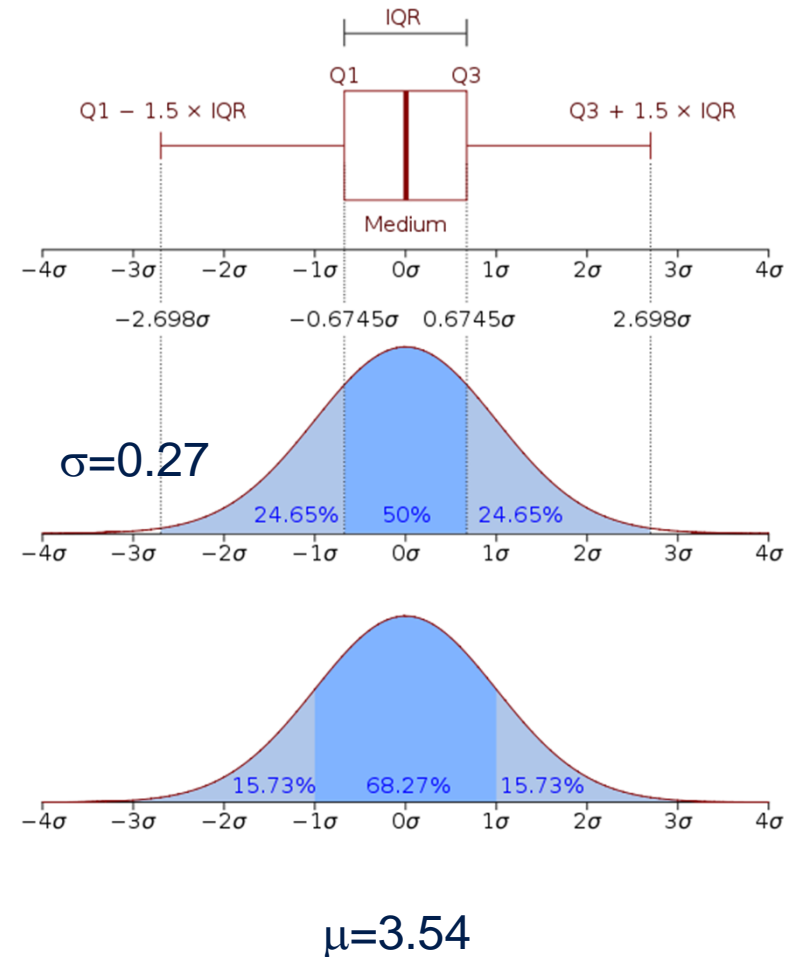 IQR
Q1 Q3
Q1 − 1.5 × IQR Q3 + 1.5 × IQR
Medium
−4σ −3σ −2σ −1σ 0σ 1σ 2σ 3σ 4σ
−2.698σ −0.6745σ 0.6745σ 2.698σ
σ=0.27
24.65% 50% 24.65%
−4σ −3σ −2σ −1σ 0σ 1σ 2σ 3σ 4σ
15.73% 68.27% 15.73%
−4σ −3σ −2σ −1σ 0σ 1σ 2σ 3σ 4σ
μ=3.54